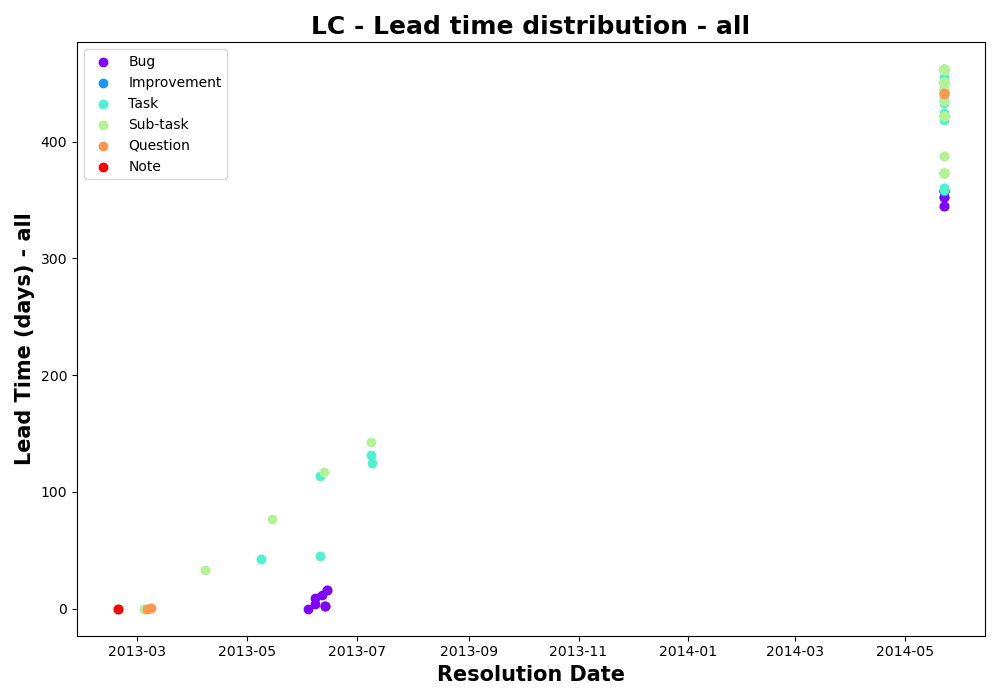 LC - Lead time distribution - all
Bug
Improvement
Task
Sub-task
Question
Note
Lead Time (days) - all
400
300
200
100
0
2013-03 2013-05 2013-07 2013-09 2013-11 2014-01 2014-03 2014-05
Resolution Date